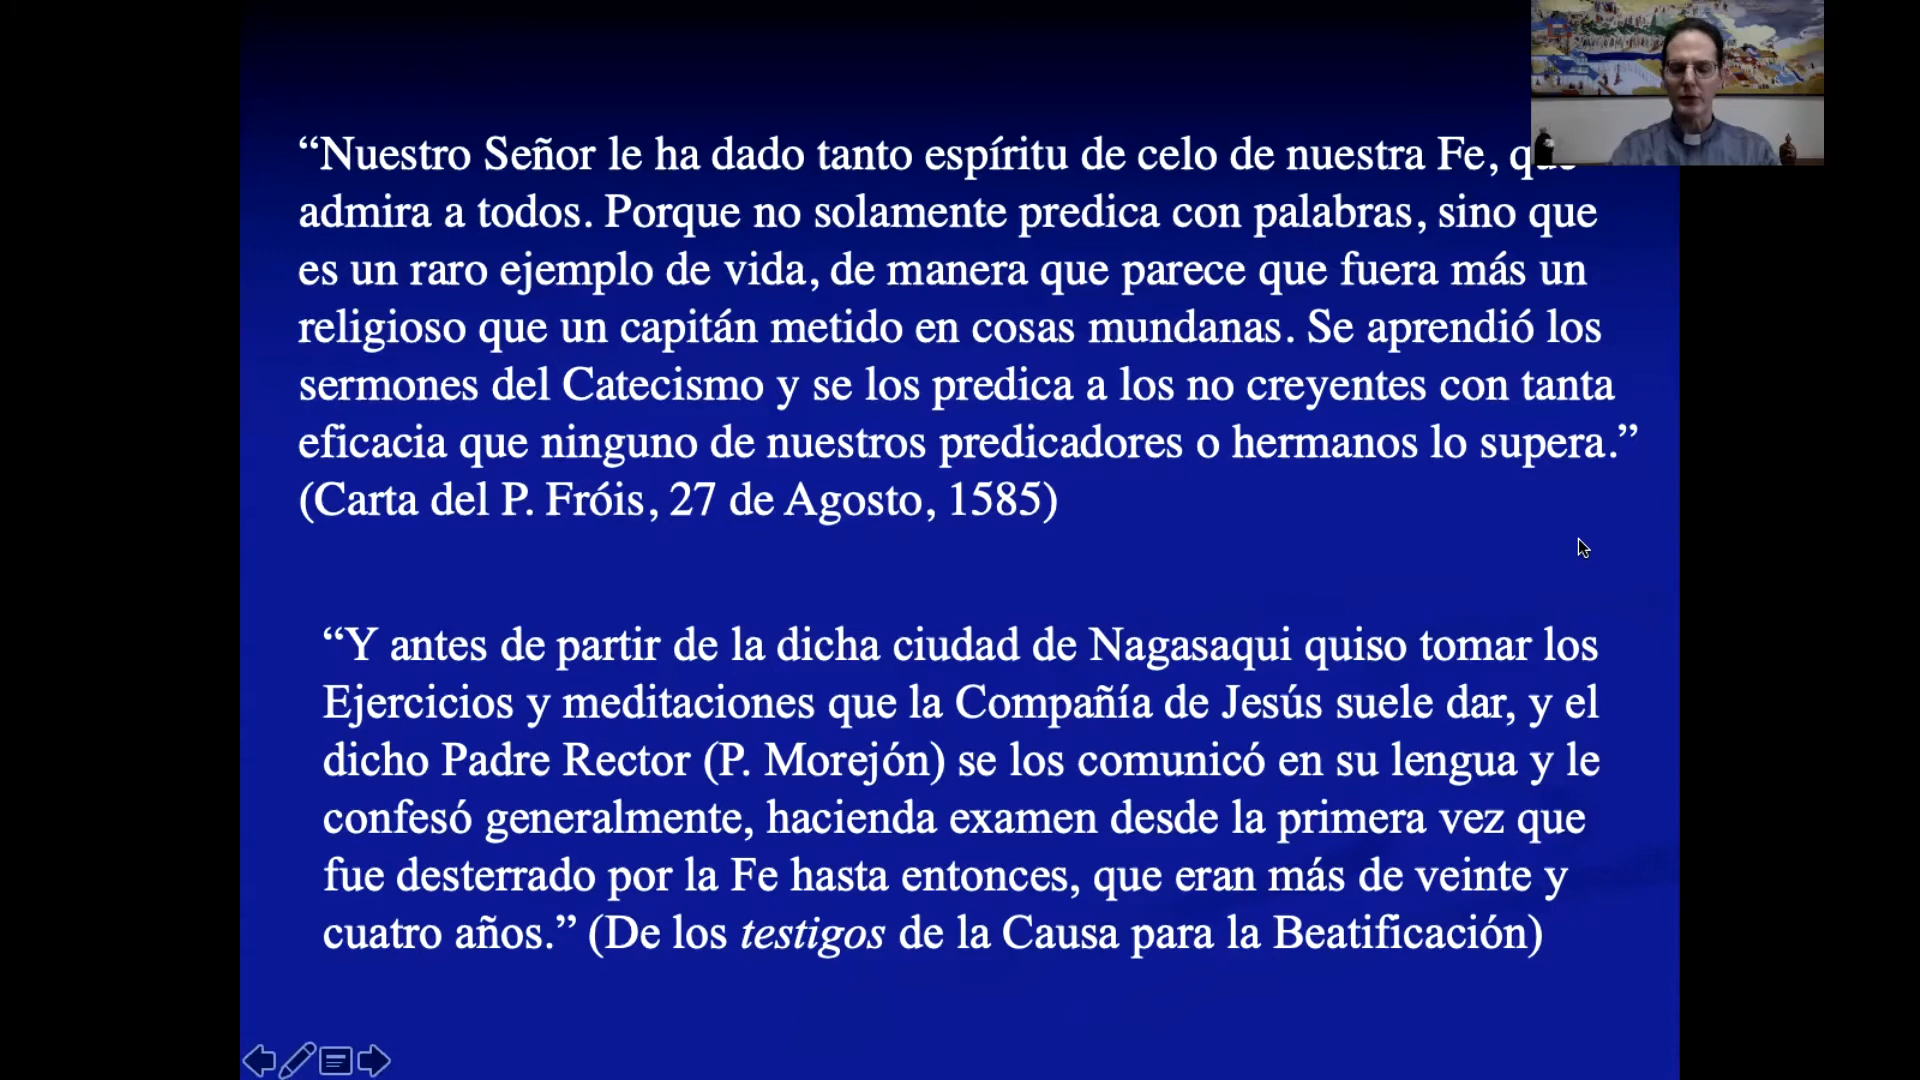 “Nuestro Señor le ha dado tanto espíritu de celo de nuestra Fe, que
admira a todos. Porque no solamente predica con palabras, sino que
es un raro ejemplo de vida, de manera que parece que fuera más un
religioso que un capitán metido en cosas mundanas. Se aprendió los
sermones del Catecismo y se los predica a los no creyentes con tanta
eficacia que ninguno de nuestros predicadores o hermanos lo supera.”
(Carta del P. Fróis, 27 de Agosto, 1585)
“Y antes de partir de la dicha ciudad de Nagasaqui quiso tomar los
Ejercicios y meditaciones que la Compañía de Jesús suele dar, y el
dicho Padre Rector (P. Morejón) se los comunicó en su lengua y le
confesó generalmente, hacienda examen desde la primera vez que
fue desterrado por la Fe hasta entonces, que eran más de veinte y
cuatro años.” (De los testigos de la Causa para la Beatificación)